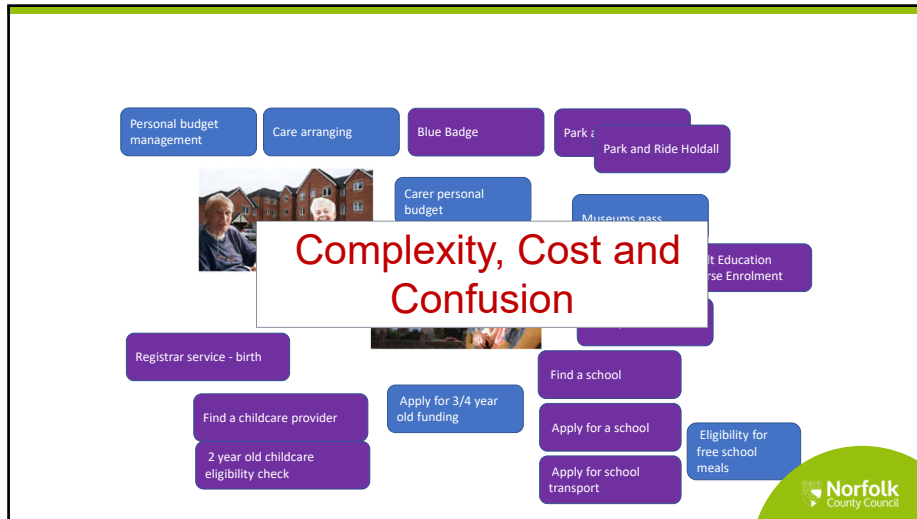 Personal budget
management
Care arranging
Blue Badge
Park a
Park and Ride Holdall
Carer personal
budget
Museums pass
Complexity, Cost and
Confusion
lt Education
rse Enrolment
Registrar service - birth
Find a school
Find a childcare provider
Apply for 3/4 year
old funding
Apply for a school
Eligibility for
free school
meals
2 year old childcare
eligibility check
Apply for school
transport
Norfolk
County Council